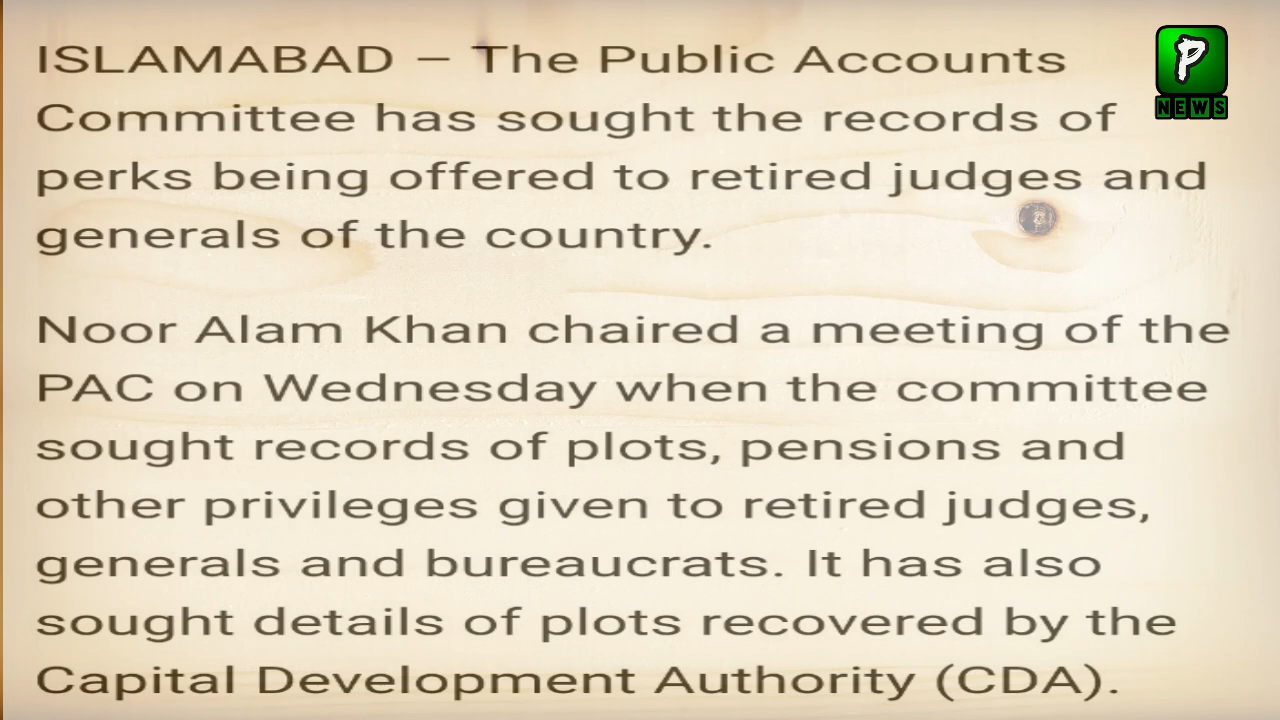 ISLAMABAD – The Public Accounts
Committee has sought the records of
perks being offered to retired judges and
generals of the country.
Noor Alam Khan chaired a meeting of the
PAC on Wednesday when the committee
sought records of plots, pensions and
other privileges given to retired judges,
generals and bureaucrats. It has also
sought details of plots recovered by the
Capital Development Authority (CDA).
P
NEWS